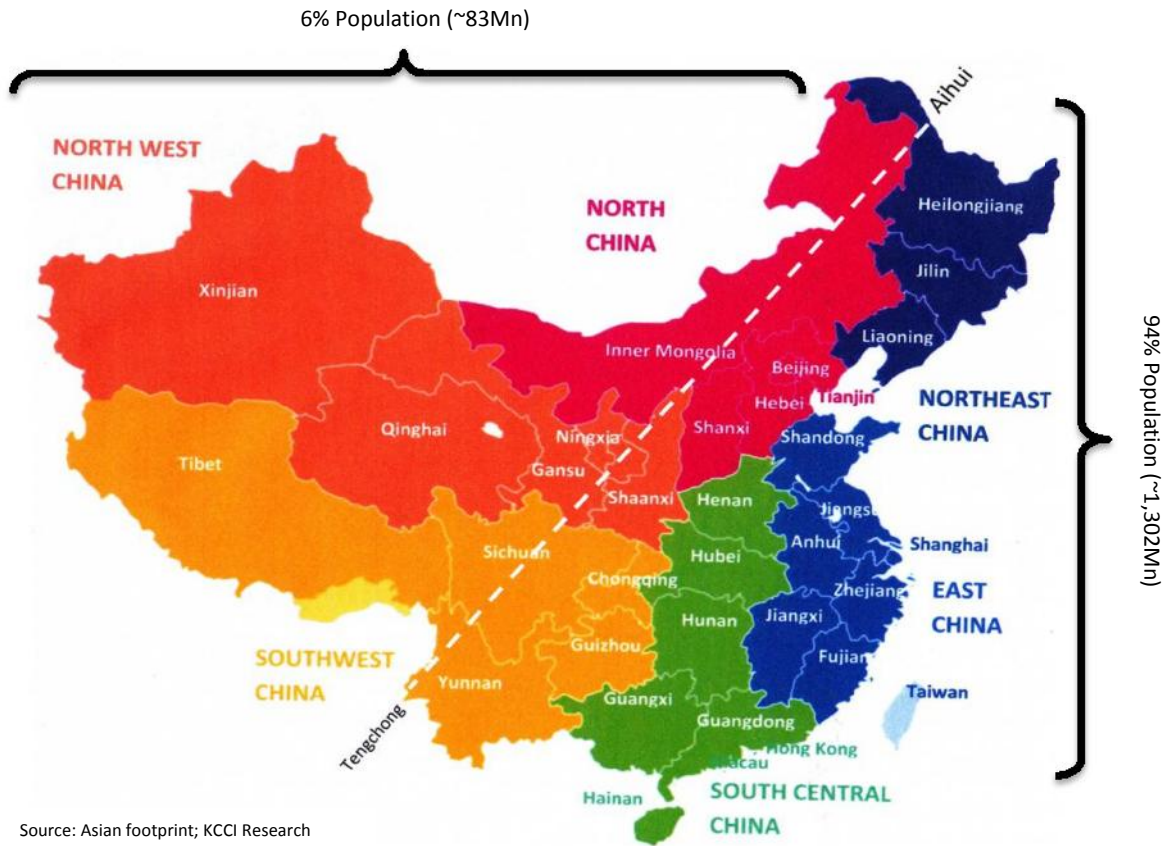 6% Population (~83Mn)
Aihui
NORTH WEST
CHINA
NORTH
CHINA
Heilongjiang
Xinjian
Jilin
Liaoning
Inner Mongolia
Beijing
Tianjin
Hebei
NORTHEAST
CHINA
Qinghai
Ningxia
Shanxi
Shandong
Tibet
Gansu
Shaanxi
Henan
Jiangsu
94% Population (~1,302Mn)
Sichuan
Hubei
Anhui
Shanghai
Chongqing
Zhejiang
EAST
CHINA
Hunan
Jiangxi
Guizhou
Fujian
SOUTHWEST
CHINA
Yunnan
Taiwan
Guangxi
Guangdong
Tengchong
Hong Kong
Macau
Hainan
SOUTH CENTRAL
CHINA
Source: Asian footprint; KCCI Research